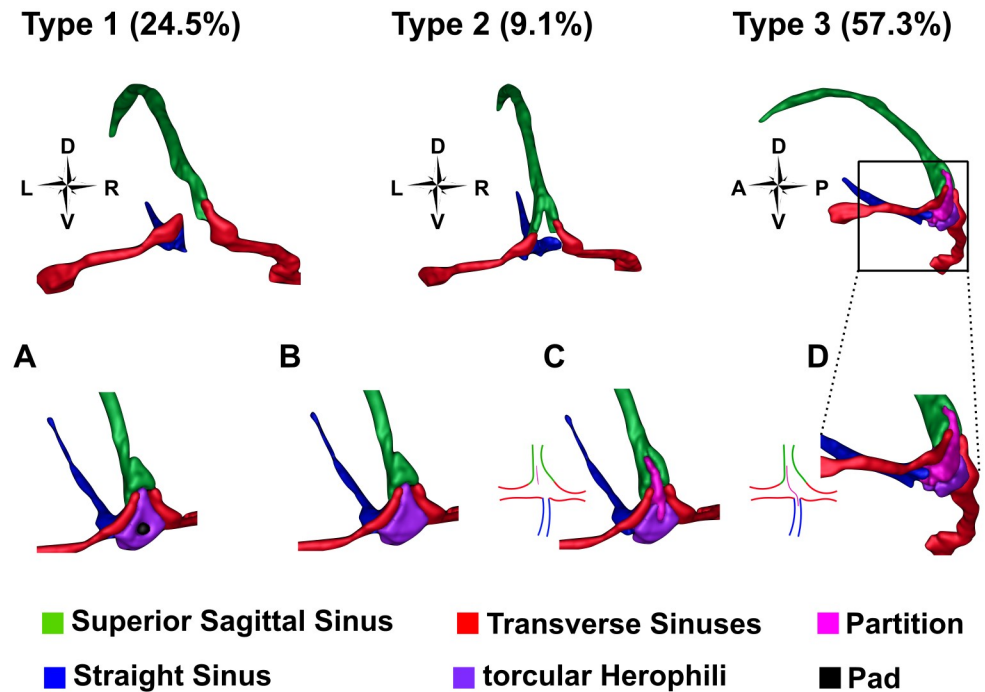 Type 1 (24.5%)
Type 2 (9.1%)
Type 3 (57.3%)
D
L R
V
D
L R
V
D
A P
V
A
B
C
D
Superior Sagittal Sinus
Transverse Sinuses
Partition
Straight Sinus
torcular Herophili
Pad